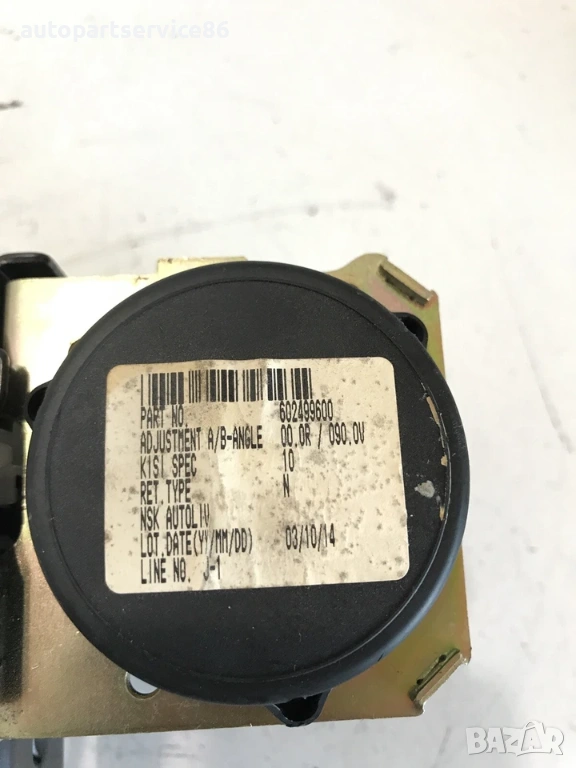 autopartservice86
PART NO. 602499600
ADJUSTMENT A/B-ANGLE 00.0R / 090.0V
KISI SPEC 10
RET.TYPE N
NSK AUTOLIV
LOT.DATE(YY/MM/DD) 03/10/14
LINE NO. J-1
BAZAR